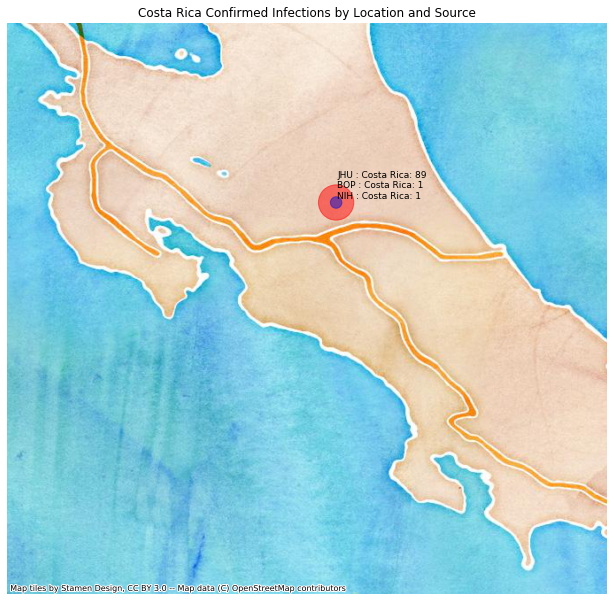 Costa Rica Confirmed Infections by Location and Source
JHU : Costa Rica: 89
BOP : Costa Rica: 1
NIH : Costa Rica: 1
Map tiles by Stamen Design, CC BY 3.0 -- Map data (C) OpenStreetMap contributors